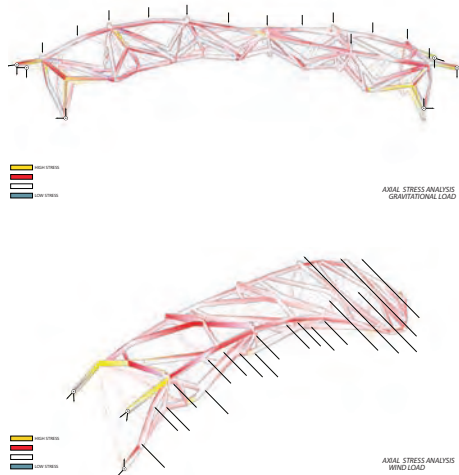 HIGH STRESS
LOW STRESS
AXIAL STRESS ANALYSIS
GRAVITATIONAL LOAD
HIGH STRESS
LOW STRESS
AXIAL STRESS ANALYSIS
WIND LOAD